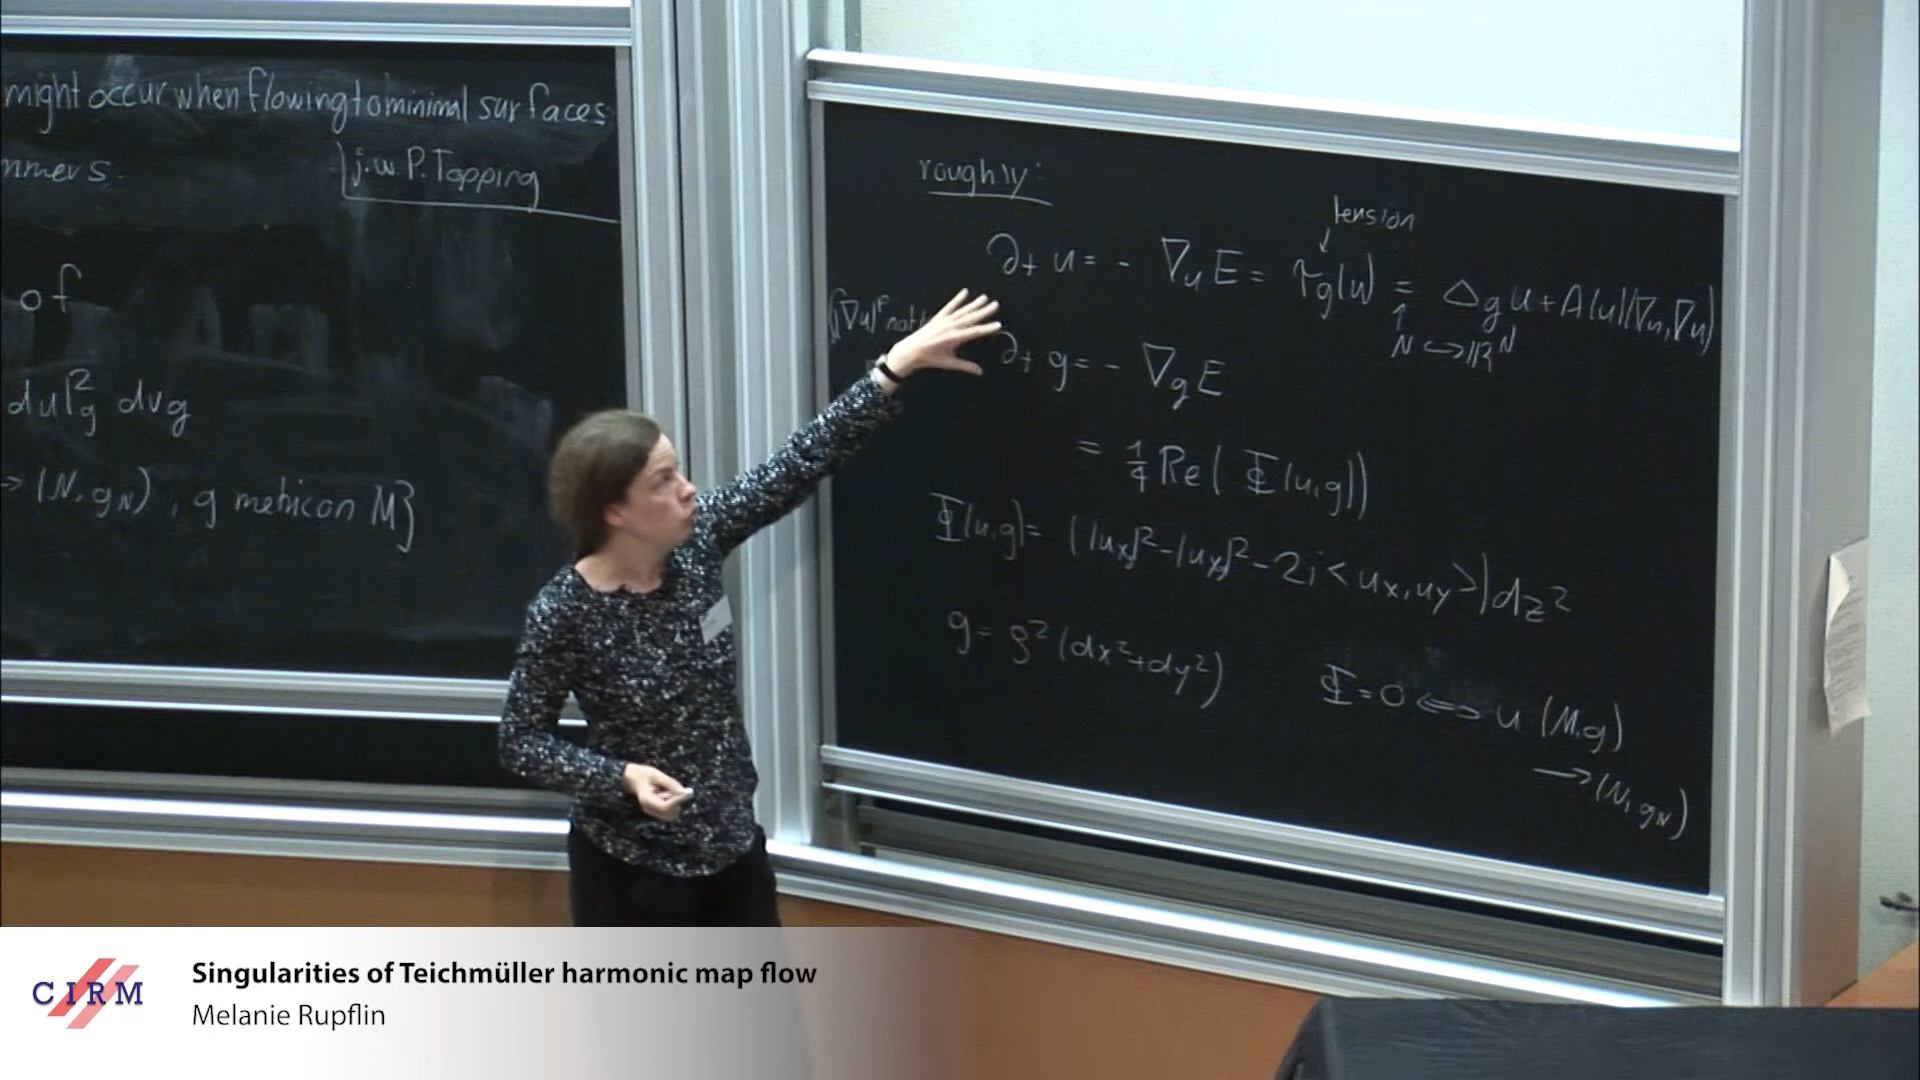 might occur when flowing to minimal surfaces
mmers.
j.w. P. Topping
of
du|²_g dv_g
→ (N, g_N), g metric on M}
roughly:
tension
↓
∂_t u = - ∇_u E = τ_g(u) = Δ_g u + A(u)(∇u, ∇u)
↑
N ↪ ℝ^N
∫|∇u|^p not
∂_t g = - ∇_g E
= ¼ Re( Φ(u,g))
Φ(u,g) = (|u_x|² - |u_y|² - 2i<u_x, u_y>)dz²
g = ρ² (dx² + dy²)
Φ = 0 ⟺ u (M,g)
→ (N, g_N)
CIRM
Singularities of Teichmüller harmonic map flow
Melanie Rupflin